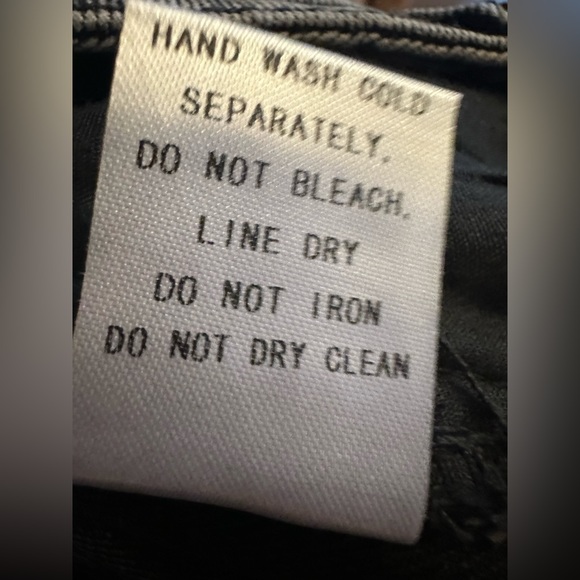 HAND WASH COLD
SEPARATELY.
DO NOT BLEACH.
LINE DRY
DO NOT IRON
DO NOT DRY CLEAN